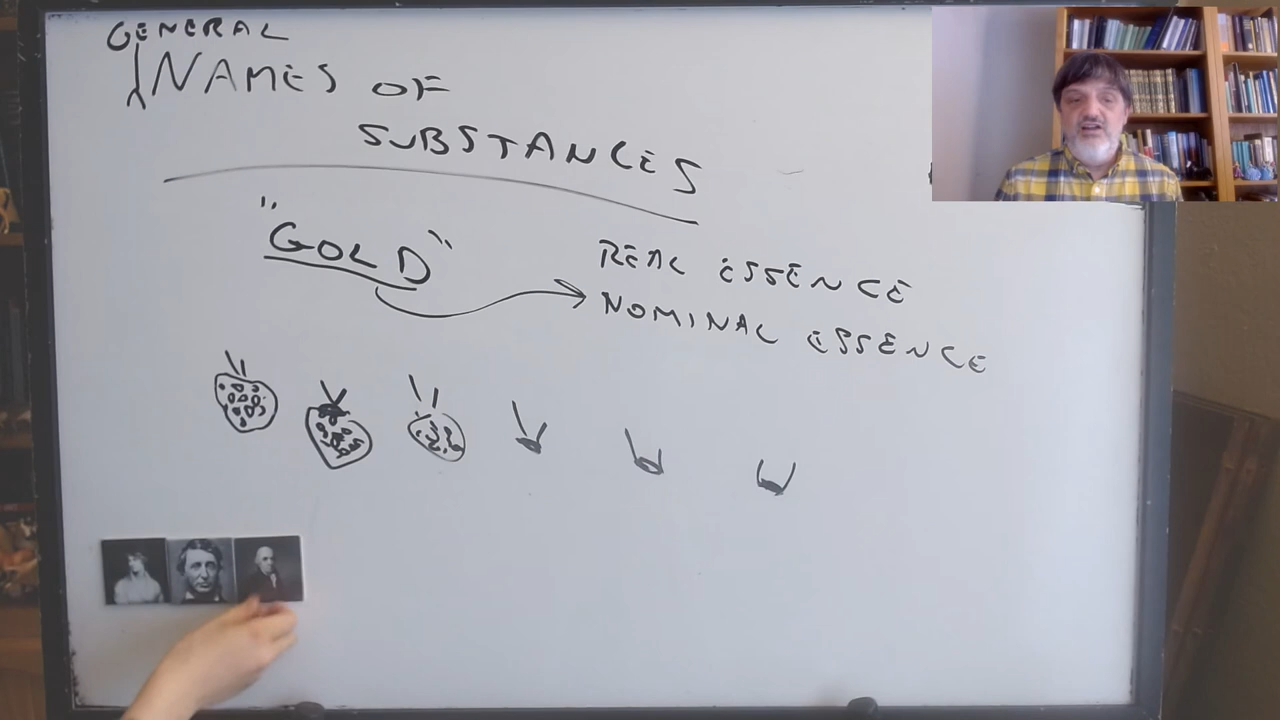 GENERAL
NAMES OF
SUBSTANCES
"GOLD"
REAL ESSENCE
NOMINAL ESSENCE